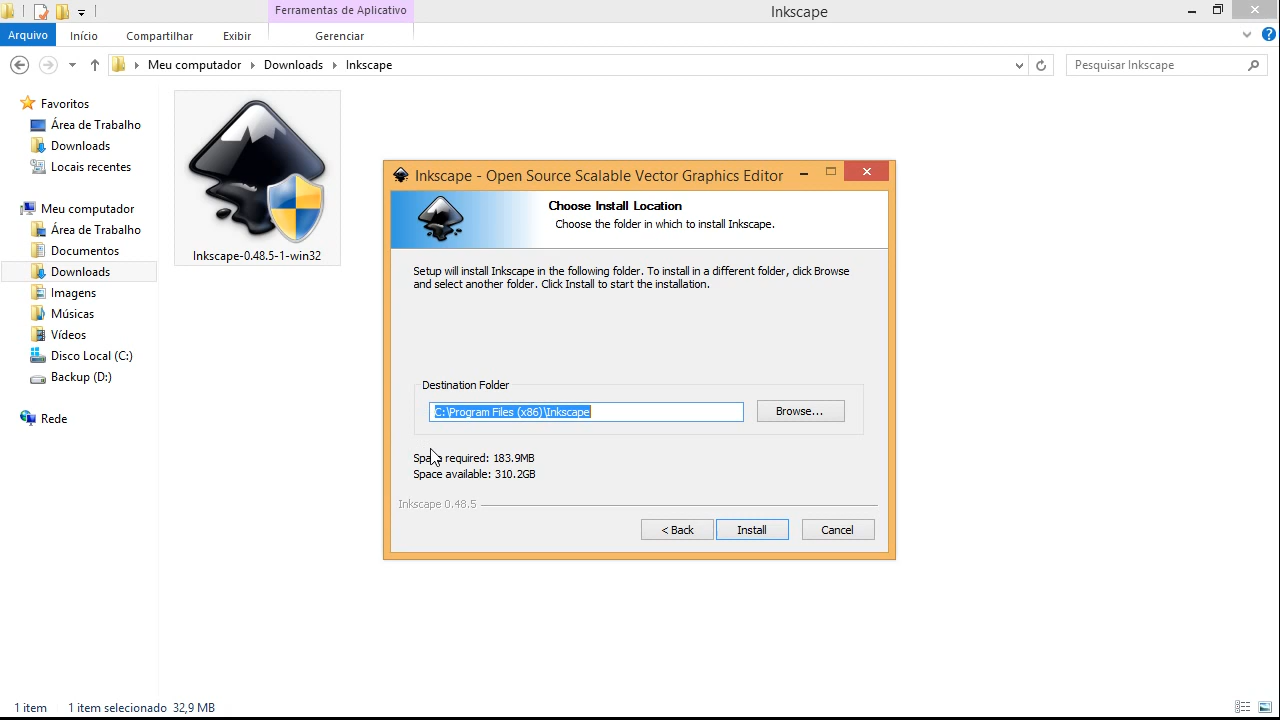 Ferramentas de Aplicativo
Inkscape
Arquivo
Início
Compartilhar
Exibir
Gerenciar
Meu computador
Downloads
Inkscape
Pesquisar Inkscape
Favoritos
Área de Trabalho
Downloads
Locais recentes
Meu computador
Área de Trabalho
Documentos
Downloads
Imagens
Músicas
Vídeos
Disco Local (C:)
Backup (D:)
Rede
Inkscape-0.48.5-1-win32
Inkscape - Open Source Scalable Vector Graphics Editor
Choose Install Location
Choose the folder in which to install Inkscape.
Setup will install Inkscape in the following folder. To install in a different folder, click Browse
and select another folder. Click Install to start the installation.
Destination Folder
C:\Program Files (x86)\Inkscape
Browse...
Space required: 183.9MB
Space available: 310.2GB
Inkscape 0.48.5
< Back
Install
Cancel
1 item
1 item selecionado 32,9 MB